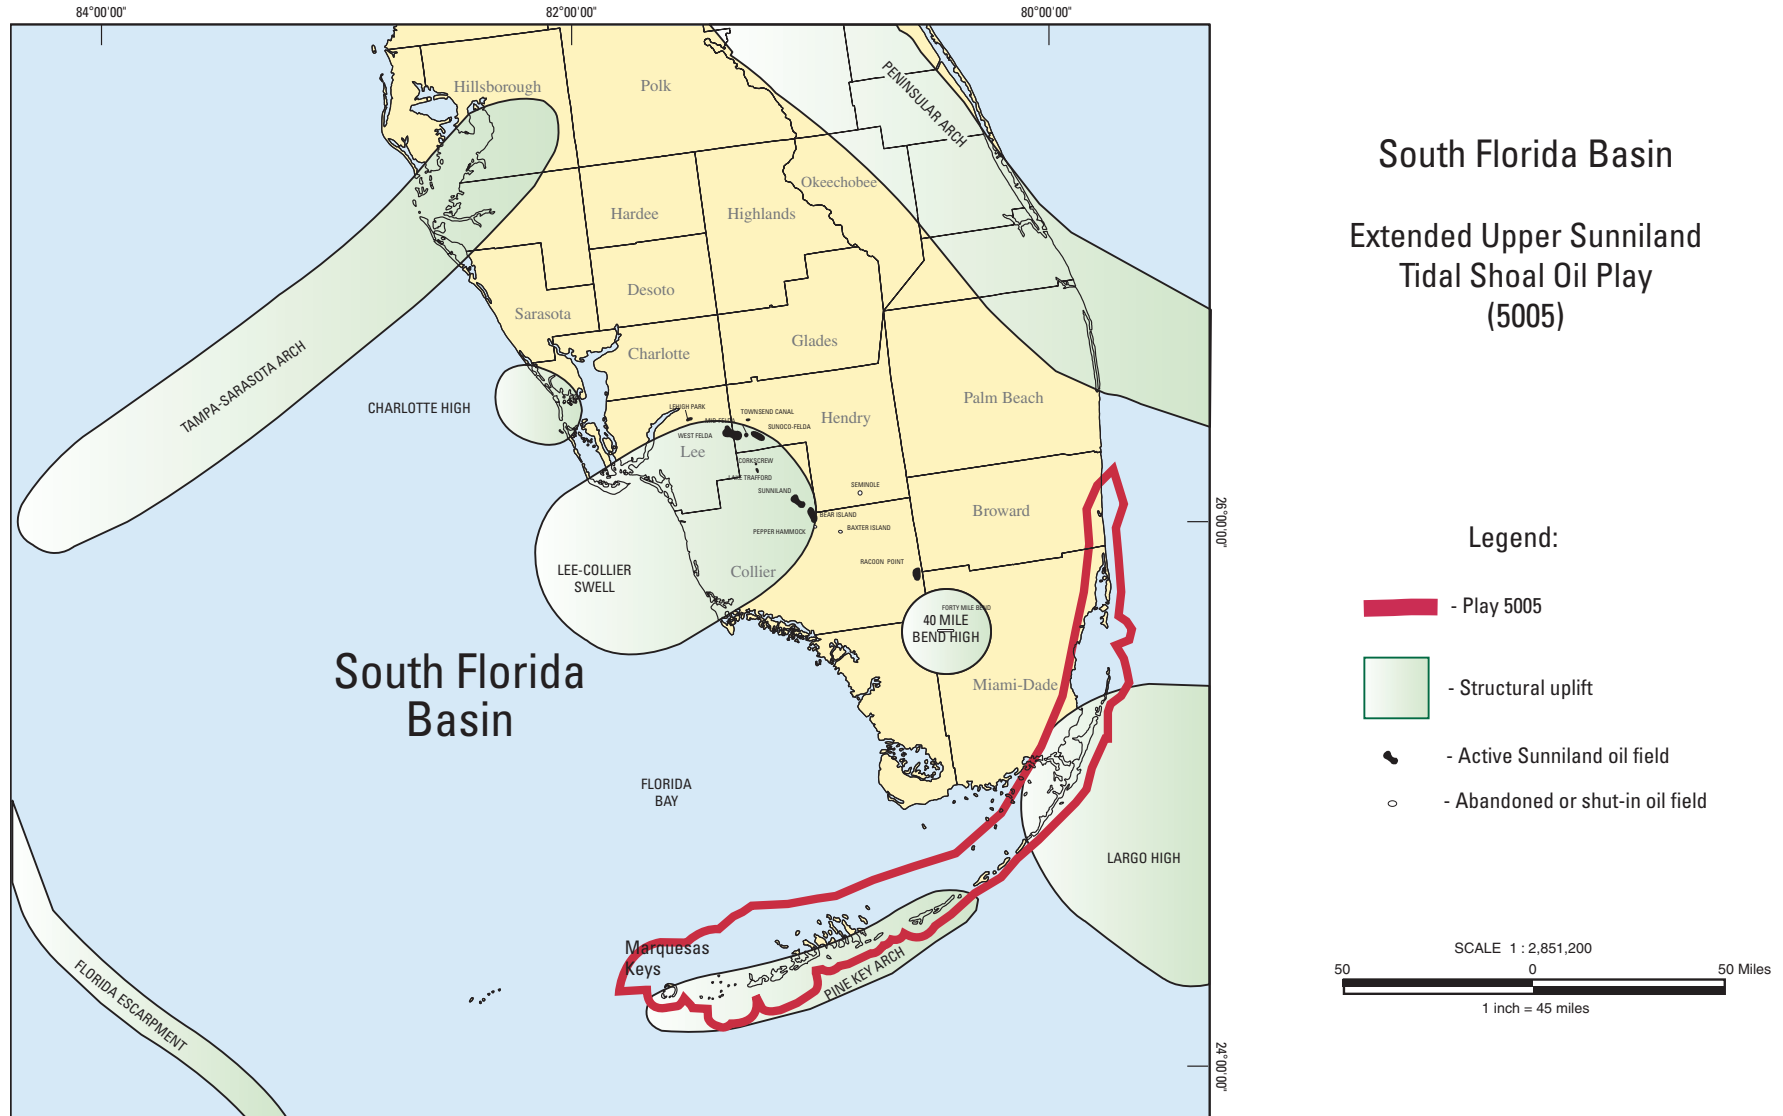 84°00'00"
82°00'00"
80°00'00"
Hillsborough
Polk
PENINSULAR ARCH
Okeechobee
Hardee
Highlands
Desoto
Sarasota
Charlotte
Glades
TAMPA-SARASOTA ARCH
CHARLOTTE HIGH
Palm Beach
Hendry
LEHIGH PARK
TOWNSEND CANAL
MID-FELDA
SUNOCO-FELDA
WEST FELDA
Lee
CORKSCREW
LAKE TRAFFORD
SUNNILAND
SEMINOLE
BEAR ISLAND
PEPPER HAMMOCK
BAXTER ISLAND
Broward
26°00'00"
RACOON POINT
LEE-COLLIER
SWELL
Collier
FORTY MILE BEND
40 MILE
BEND HIGH
Miami-Dade
South Florida
Basin
FLORIDA
BAY
LARGO HIGH
Marquesas
Keys
PINE KEY ARCH
FLORIDA ESCARPMENT
24°00'00"
South Florida Basin
Extended Upper Sunniland
Tidal Shoal Oil Play
(5005)
Legend:
- Play 5005
- Structural uplift
- Active Sunniland oil field
- Abandoned or shut-in oil field
SCALE 1 : 2,851,200
50 0 50 Miles
1 inch = 45 miles